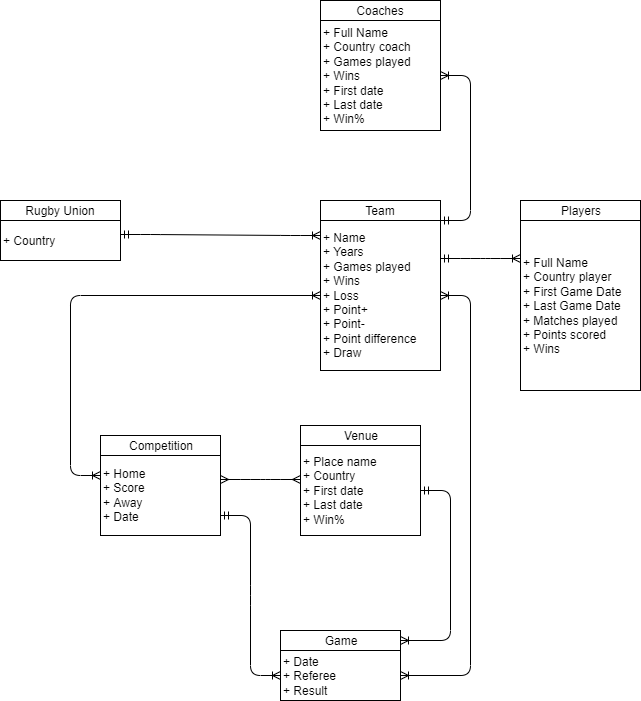 Coaches
+ Full Name
+ Country coach
+ Games played
+ Wins
+ First date
+ Last date
+ Win%
Rugby Union
+ Country
Team
+ Name
+ Years
+ Games played
+ Wins
+ Loss
+ Point+
+ Point-
+ Point difference
+ Draw
Players
+ Full Name
+ Country player
+ First Game Date
+ Last Game Date
+ Matches played
+ Points scored
+ Wins
Competition
+ Home
+ Score
+ Away
+ Date
Venue
+ Place name
+ Country
+ First date
+ Last date
+ Win%
Game
+ Date
+ Referee
+ Result